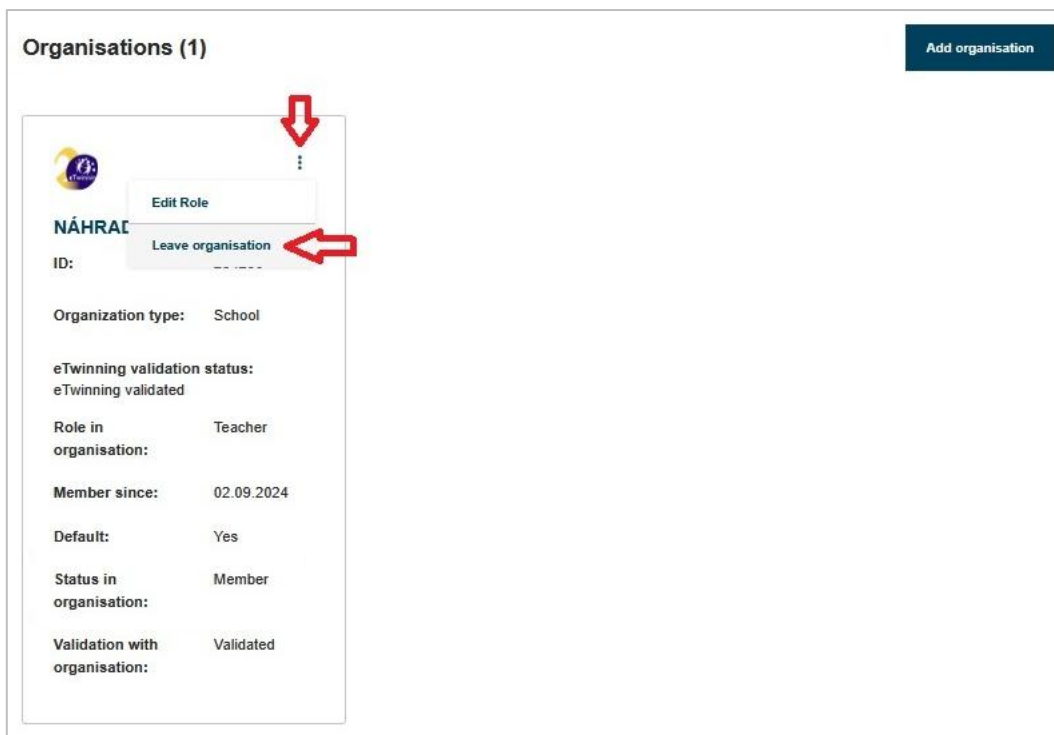 Organisations (1)
Add organisation
eTwinning
Edit Role
Leave organisation
ID:
Organization type: School
eTwinning validation status:
eTwinning validated
Role in Teacher
organisation:
Member since: 02.09.2024
Default: Yes
Status in Member
organisation:
Validation with Validated
organisation: